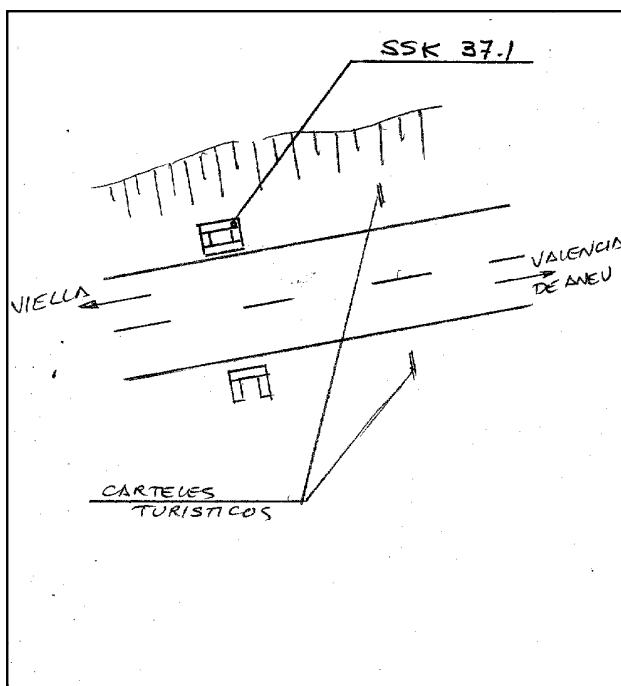 SSK 37.1
VIELLA
VALENCIA
DE ANEU
CARTELES
TURISTICOS